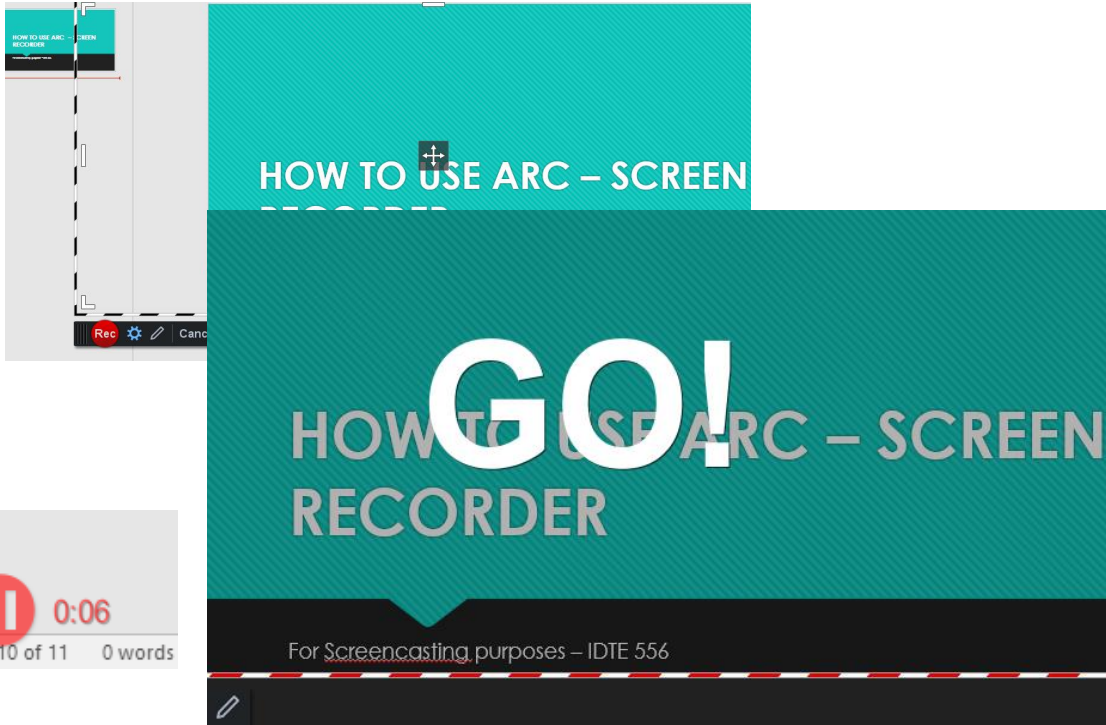 HOW TO USE ARC – SCREEN
RECORDER
HOW TO USE ARC – SCREEN
Rec Canc
GO!
HOW TO USE ARC – SCREEN
RECORDER
For Screencasting purposes – IDTE 556
0:06
10 of 11 0 words